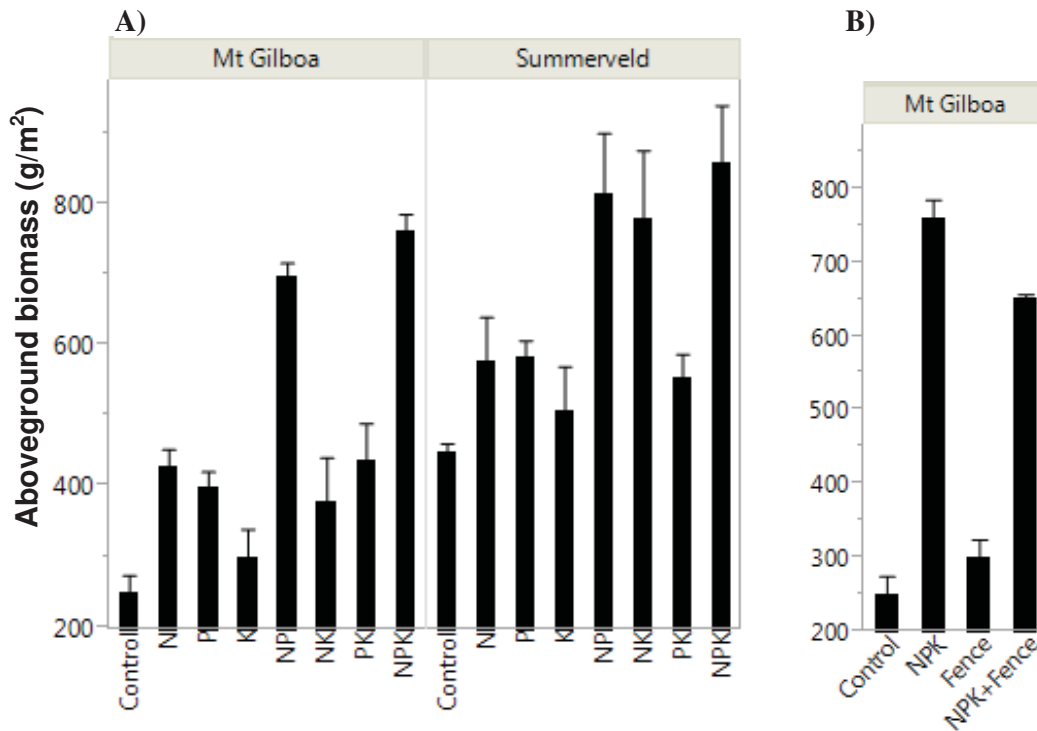 A)
Mt Gilboa
Summerveld
Aboveground biomass (g/m²)
800
600
400
200
Control
N
P
K
NP
NK
PK
NPK
Control
N
P
K
NP
NK
PK
NPK
B)
Mt Gilboa
800
700
600
500
400
300
200
Control
NPK
Fence
NPK+Fence